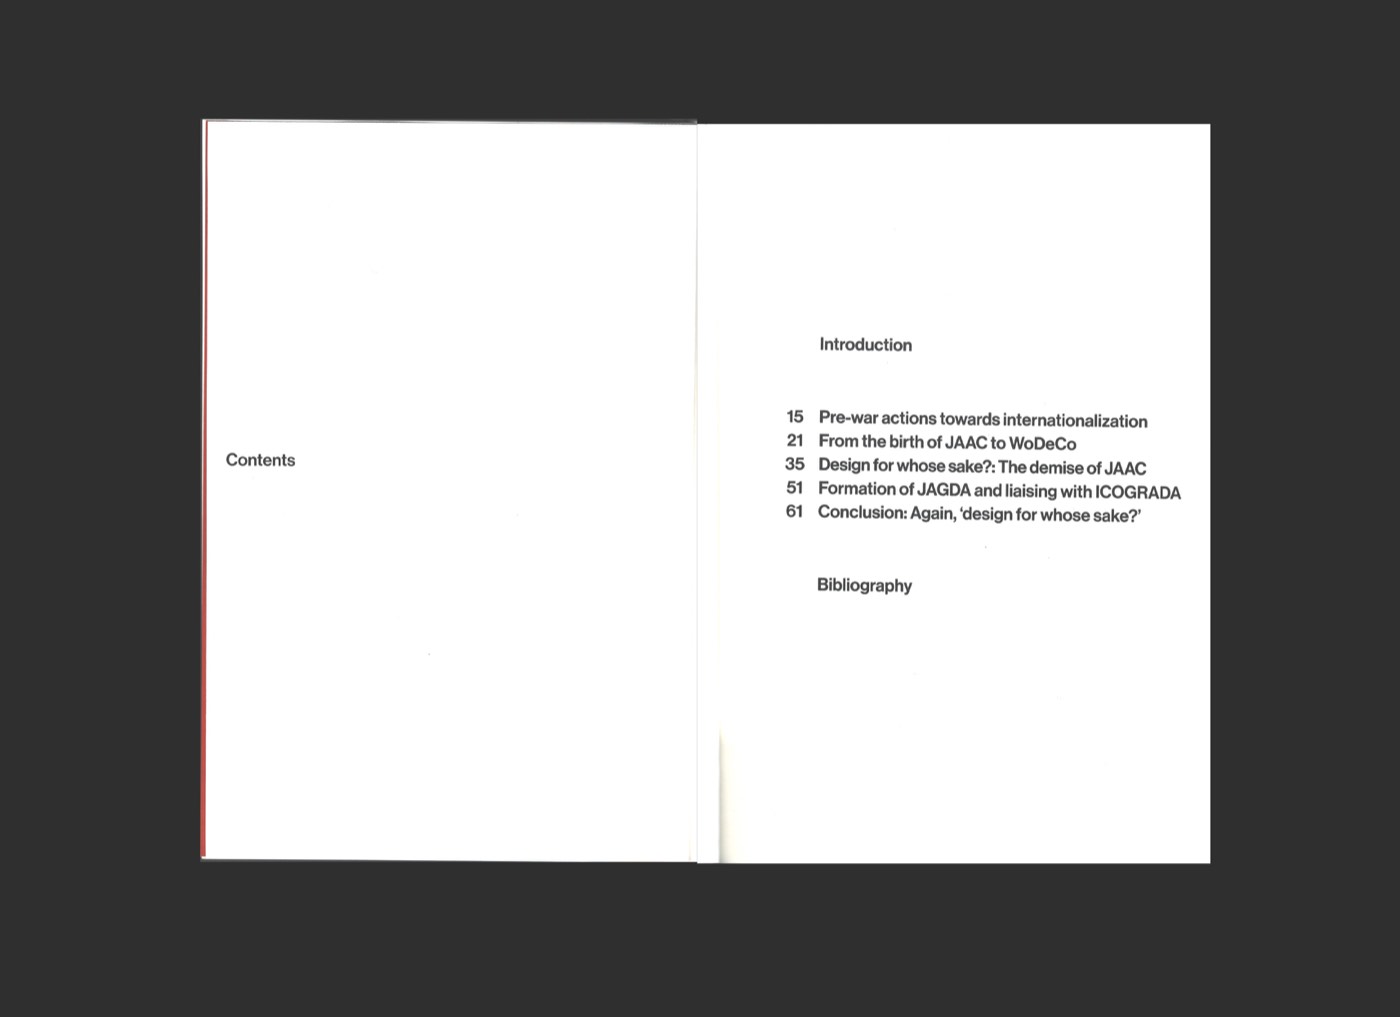 Contents
Introduction
15 Pre-war actions towards internationalization
21 From the birth of JAAC to WoDeCo
35 Design for whose sake?: The demise of JAAC
51 Formation of JAGDA and liaising with ICOGRADA
61 Conclusion: Again, ‘design for whose sake?’
Bibliography